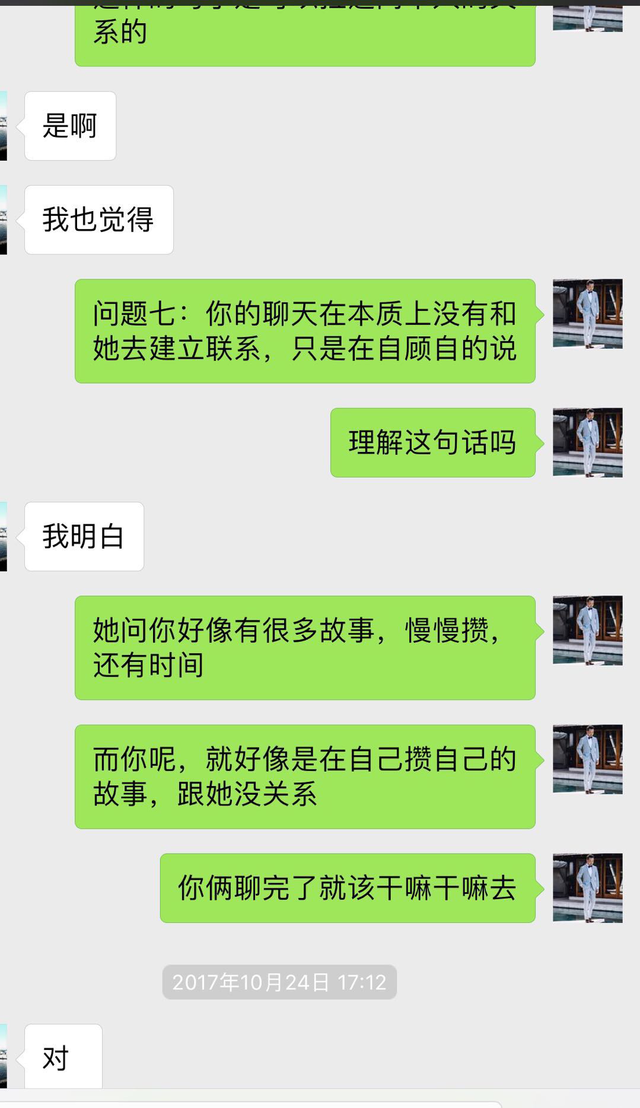 系的
是啊
我也觉得
问题七：你的聊天在本质上没有和
她去建立联系，只是在自顾自的说
理解这句话吗
我明白
她问你好像有很多故事，慢慢攒，
还有时间
而你呢，就好像是在自己攒自己的
故事，跟她没关系
你俩聊完了就该干嘛干嘛去
2017年10月24日 17:12
对